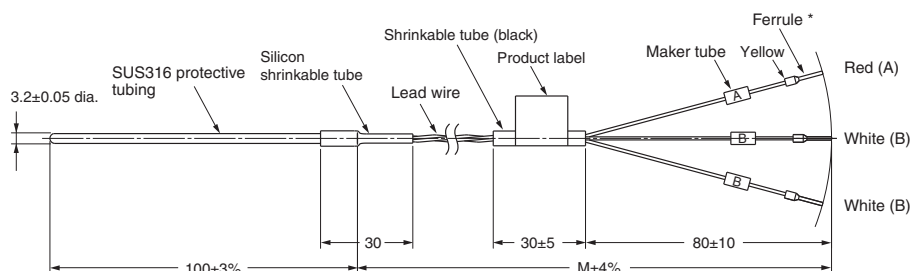 Ferrule *
Shrinkable tube (black)
Maker tube
Yellow
Red (A)
Silicon
shrinkable tube
Product label
SUS316 protective
tubing
Lead wire
3.2±0.05 dia.
A
B
White (B)
B
White (B)
30
30±5
80±10
100±3%
M±4%